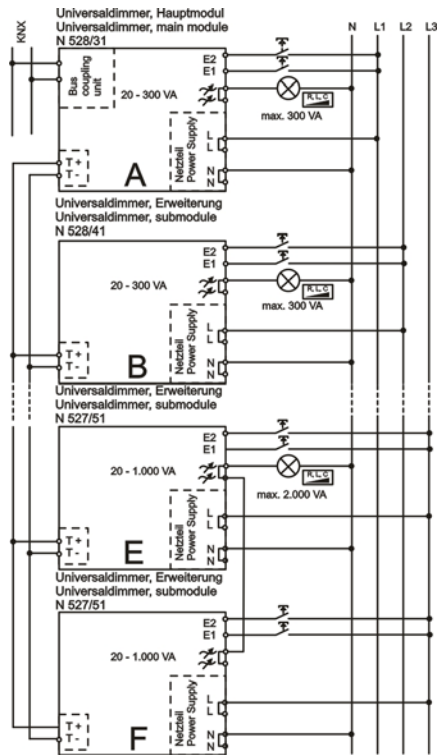 Universaldimmer, Hauptmodul
Universaldimmer, main module
N 528/31
KNX
N L1 L2 L3
Bus coupling unit
E2
E1
20 - 300 VA
R, L, C
max. 300 VA
Netzteil
Power Supply
L
L
N
N
T+
T-
A
Universaldimmer, Erweiterung
Universaldimmer, submodule
N 528/41
E2
E1
20 - 300 VA
R, L, C
max. 300 VA
Netzteil
Power Supply
L
L
N
N
T+
T-
B
Universaldimmer, Erweiterung
Universaldimmer, submodule
N 527/51
E2
E1
20 - 1.000 VA
R, L, C
max. 2.000 VA
Netzteil
Power Supply
L
L
N
N
T+
T-
E
Universaldimmer, Erweiterung
Universaldimmer, submodule
N 527/51
E2
E1
20 - 1.000 VA
Netzteil
Power Supply
L
L
N
N
T+
T-
F